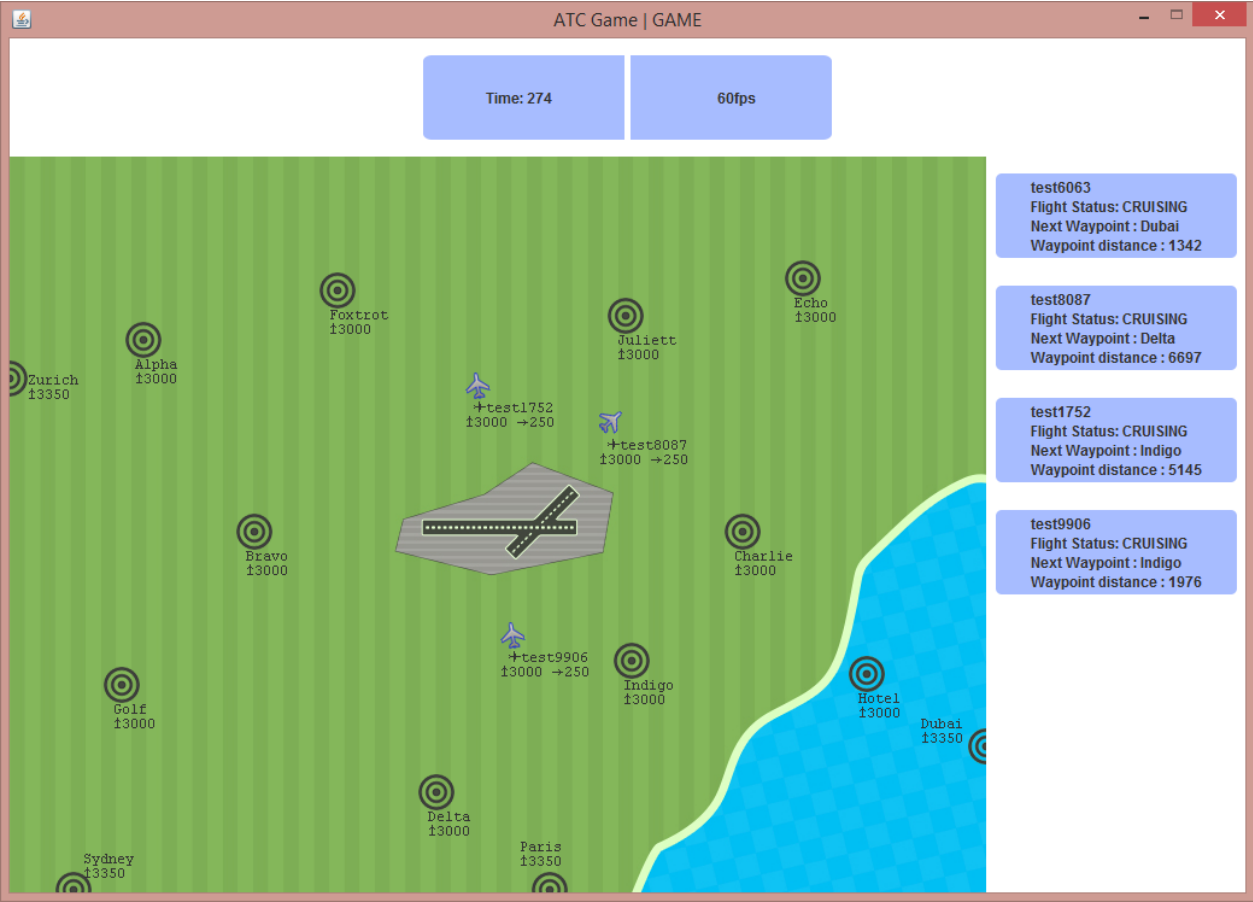 ATC Game | GAME
Time: 274
60fps
test6063
Flight Status: CRUISING
Next Waypoint : Dubai
Waypoint distance : 1342
test8087
Flight Status: CRUISING
Next Waypoint : Delta
Waypoint distance : 6697
test1752
Flight Status: CRUISING
Next Waypoint : Indigo
Waypoint distance : 5145
test9906
Flight Status: CRUISING
Next Waypoint : Indigo
Waypoint distance : 1976
Echo
↑3000
Foxtrot
↑3000
Juliett
↑3000
Alpha
↑3000
Zurich
↑3350
✈test1752
↑3000 →250
✈test8087
↑3000 →250
Bravo
↑3000
Charlie
↑3000
✈test9906
↑3000 →250
Indigo
↑3000
Golf
↑3000
Hotel
↑3000
Dubai
↑3350
Delta
↑3000
Paris
↑3350
Sydney
↑3350